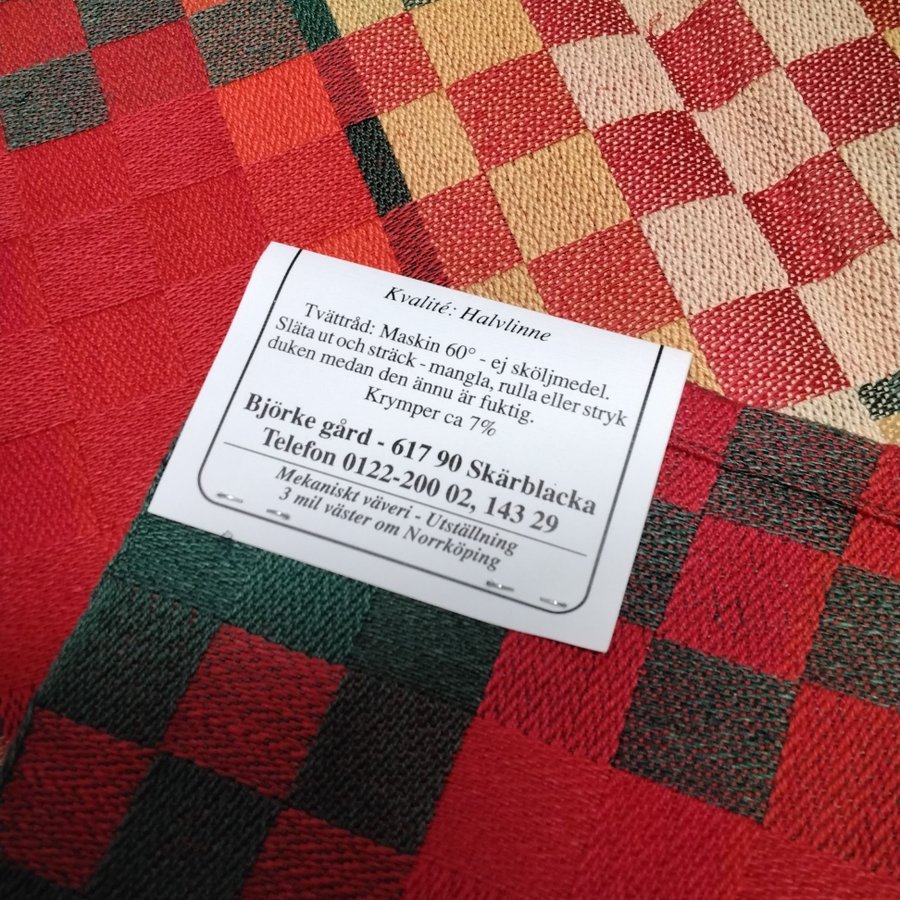 Kvalité: Halvlinne
Tvättråd: Maskin 60° - ej sköljmedel.
Släta ut och sträck - mangla, rulla eller stryk
duken medan den ännu är fuktig.
Krymper ca 7%
Björke gård - 617 90 Skärblacka
Telefon 0122-200 02, 143 29
Mekaniskt väveri - Utställning
3 mil väster om Norrköping